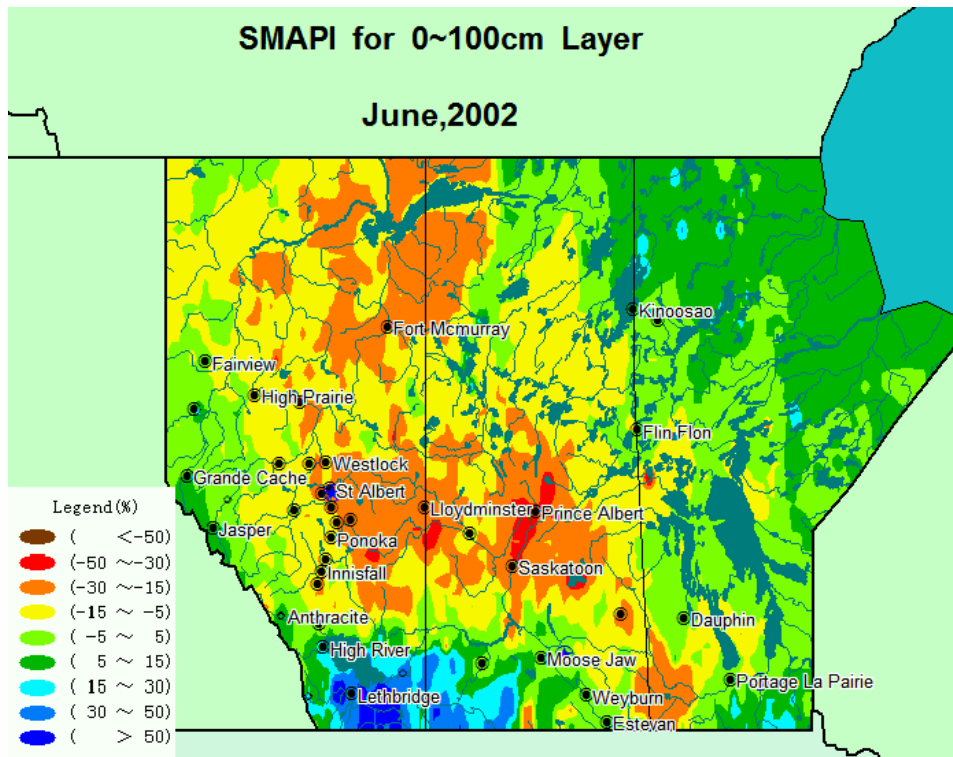 SMAPI for 0~100cm Layer
June,2002
Kinoosao
Fort Mcmurray
Fairview
High Prairie
Flin Flon
Westlock
Grande Cache
St Albert
Lloydminster
Prince Albert
Jasper
Ponoka
Saskatoon
Innisfall
Anthracite
Dauphin
High River
Moose Jaw
Portage La Pairie
Lethbridge
Weyburn
Estevan
Legend(%)
( <-50)
(-50 ～ -30)
(-30 ～ -15)
(-15 ～ -5)
( -5 ～ 5)
( 5 ～ 15)
( 15 ～ 30)
( 30 ～ 50)
( > 50)